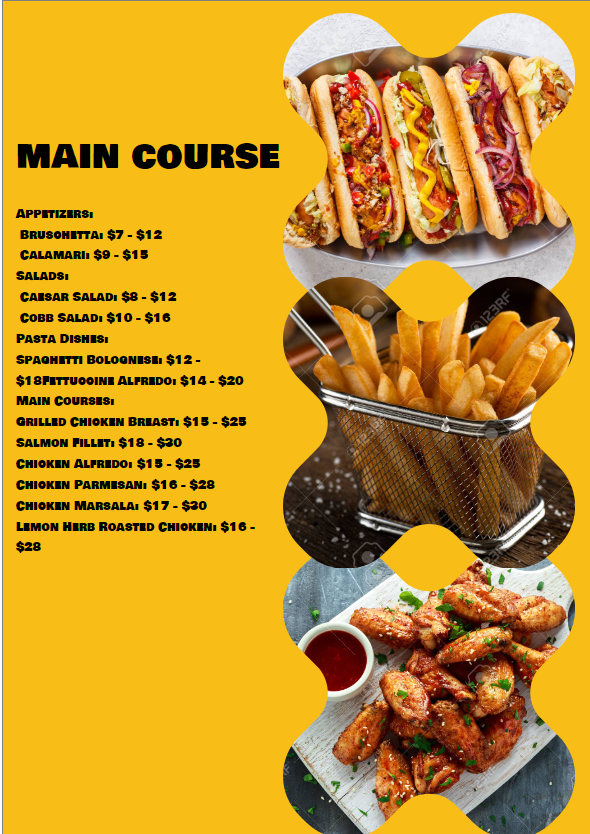 MAIN COURSE
Appetizers:
Bruschetta: $7 - $12
Calamari: $9 - $15
Salads:
Caesar Salad: $8 - $12
Cobb Salad: $10 - $16
Pasta Dishes:
Spaghetti Bolognese: $12 -
$18Fettuccine Alfredo: $14 - $20
Main Courses:
Grilled Chicken Breast: $15 - $25
Salmon Fillet: $18 - $30
Chicken Alfredo: $15 - $25
Chicken Parmesan: $16 - $28
Chicken Marsala: $17 - $30
Lemon Herb Roasted Chicken: $16 -
$28
123RF